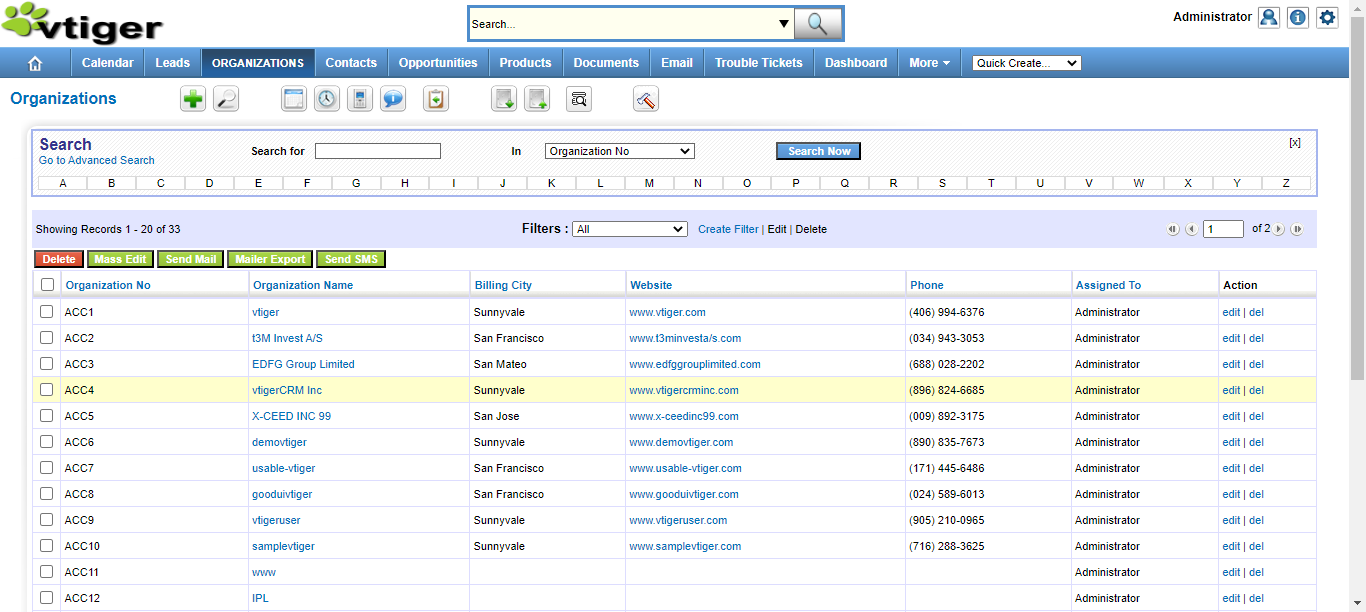 vtiger
Search...
Administrator
Calendar Leads ORGANIZATIONS Contacts Opportunities Products Documents Email Trouble Tickets Dashboard More Quick Create...
Organizations
Search
Go to Advanced Search
Search for In Organization No Search Now [x]
A B C D E F G H I J K L M N O P Q R S T U V W X Y Z
Showing Records 1 - 20 of 33 Filters : All Create Filter | Edit | Delete 1 of 2
Delete Mass Edit Send Mail Mailer Export Send SMS
Organization No Organization Name Billing City Website Phone Assigned To Action
ACC1 vtiger Sunnyvale www.vtiger.com (406) 994-6376 Administrator edit | del
ACC2 t3M Invest A/S San Francisco www.t3minvesta/s.com (034) 943-3053 Administrator edit | del
ACC3 EDFG Group Limited San Mateo www.edfggrouplimited.com (688) 028-2202 Administrator edit | del
ACC4 vtigerCRM Inc Sunnyvale www.vtigercrminc.com (896) 824-6685 Administrator edit | del
ACC5 X-CEED INC 99 San Jose www.x-ceedinc99.com (009) 892-3175 Administrator edit | del
ACC6 demovtiger Sunnyvale www.demovtiger.com (890) 835-7673 Administrator edit | del
ACC7 usable-vtiger San Francisco www.usable-vtiger.com (171) 445-6486 Administrator edit | del
ACC8 gooduivtiger San Francisco www.gooduivtiger.com (024) 589-6013 Administrator edit | del
ACC9 vtigeruser Sunnyvale www.vtigeruser.com (905) 210-0965 Administrator edit | del
ACC10 samplevtiger Sunnyvale www.samplevtiger.com (716) 288-3625 Administrator edit | del
ACC11 www Administrator edit | del
ACC12 IPL Administrator edit | del